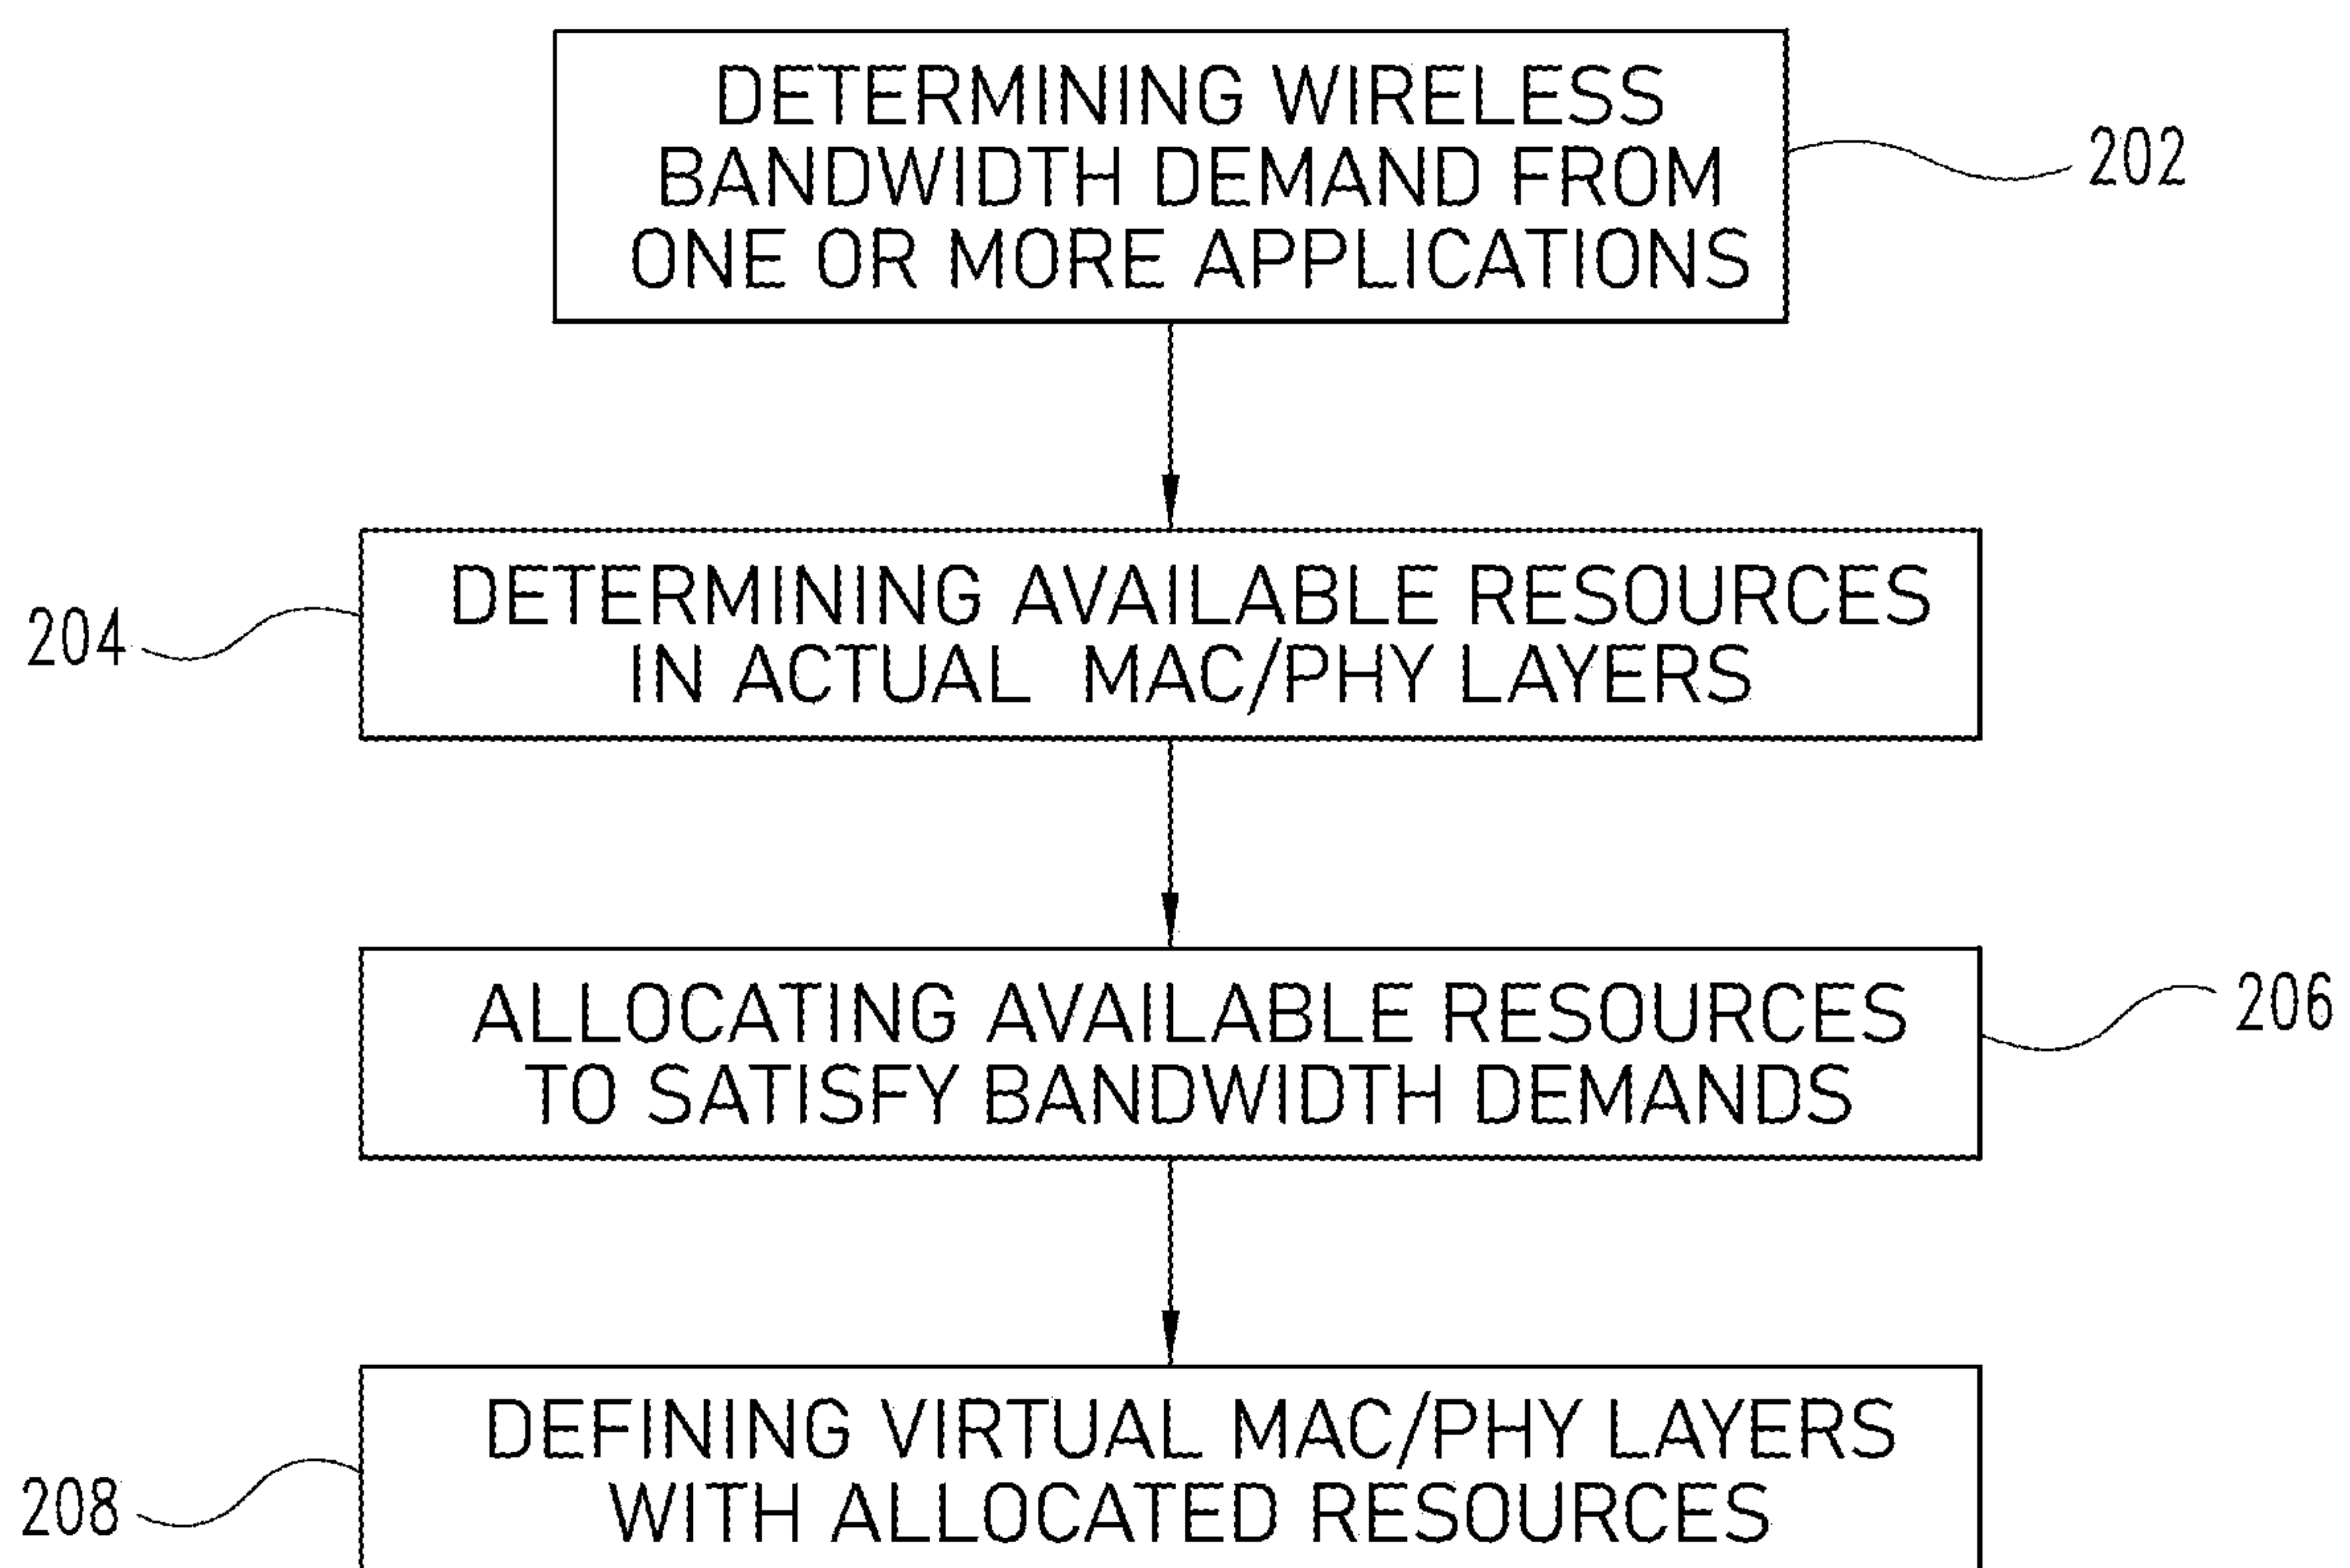 DETERMINING WIRELESS
BANDWIDTH DEMAND FROM
ONE OR MORE APPLICATIONS
202
DETERMINING AVAILABLE RESOURCES
IN ACTUAL MAC/PHY LAYERS
204
ALLOCATING AVAILABLE RESOURCES
TO SATISFY BANDWIDTH DEMANDS
206
DEFINING VIRTUAL MAC/PHY LAYERS
WITH ALLOCATED RESOURCES
208